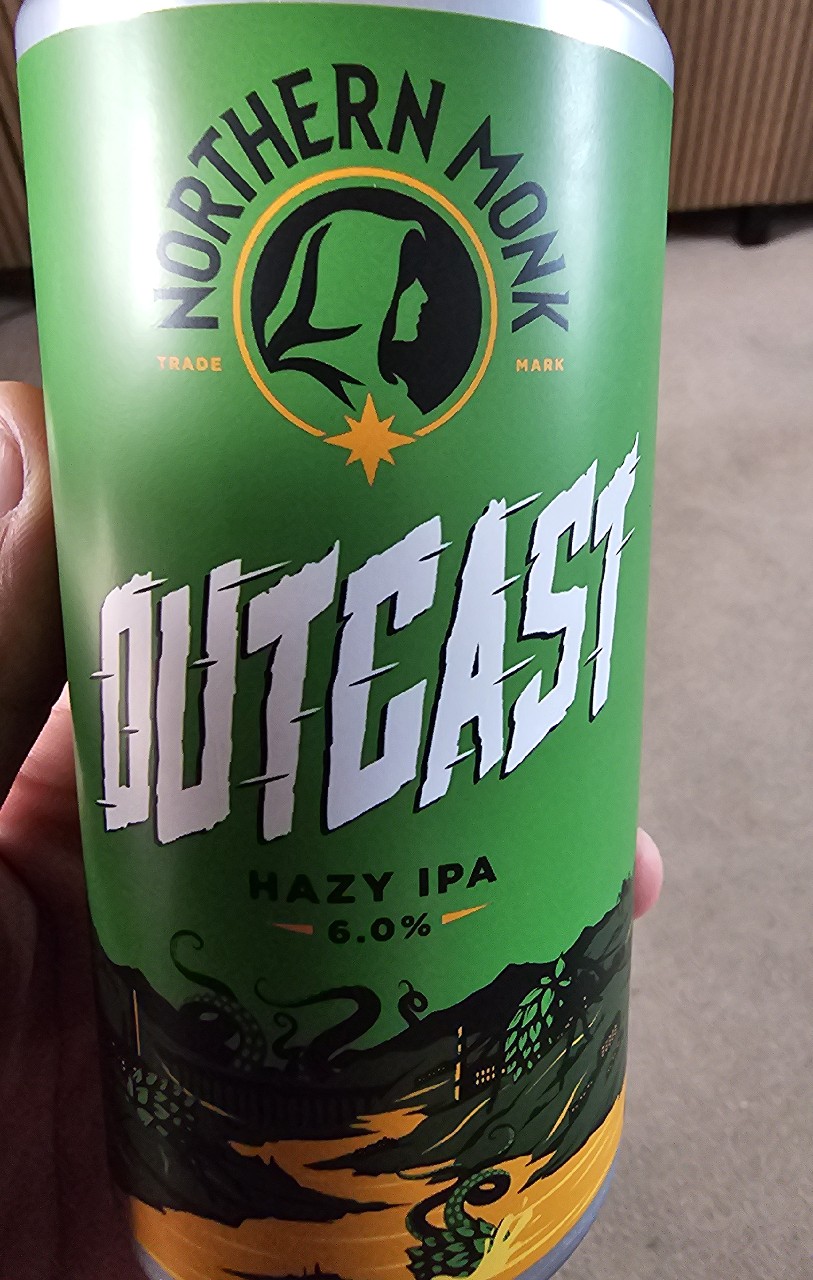 NORTHERN MONK
TRADE MARK
OUTCAST
HAZY IPA
6.0%